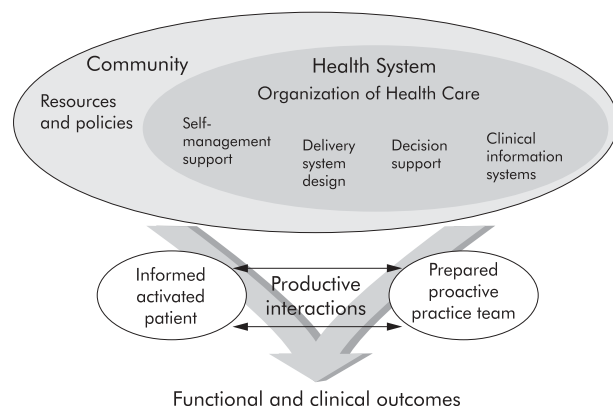 Community
Resources
and policies
Health System
Organization of Health Care
Self-
management
support
Delivery
system
design
Decision
support
Clinical
information
systems
Informed
activated
patient
Productive
interactions
Prepared
proactive
practice team
Functional and clinical outcomes